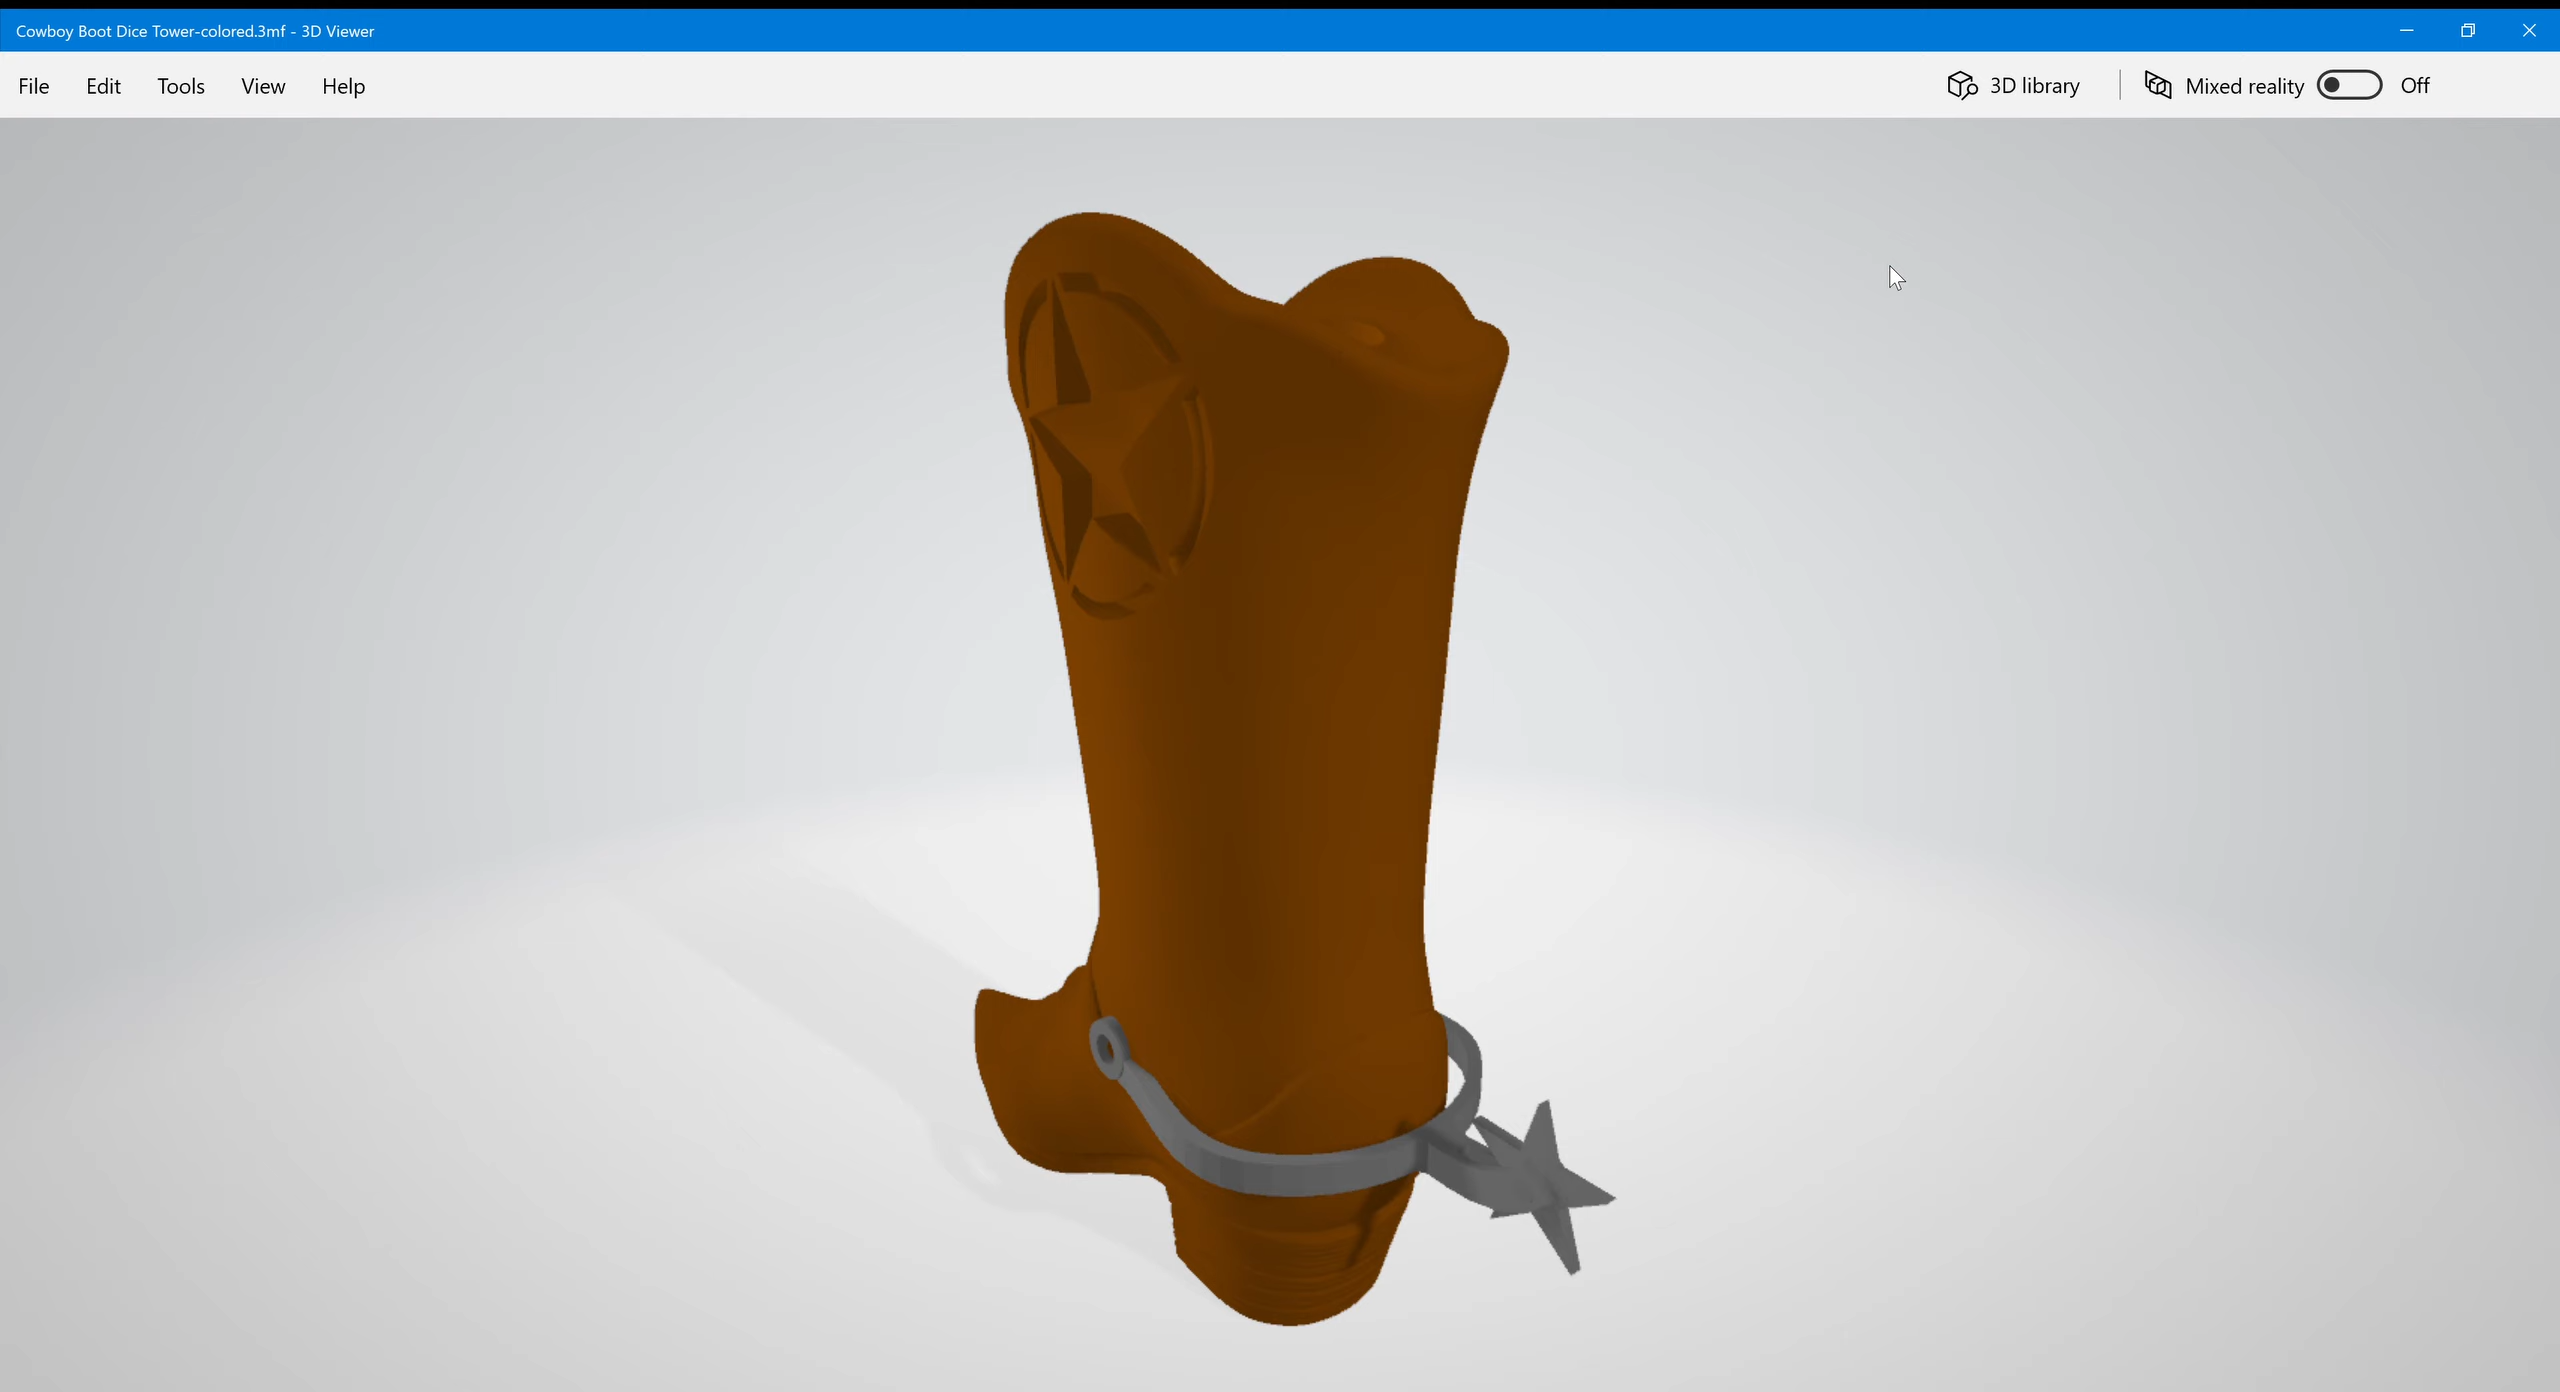 Cowboy Boot Dice Tower-colored.3mf - 3D Viewer
File Edit Tools View Help 3D library Mixed reality Off